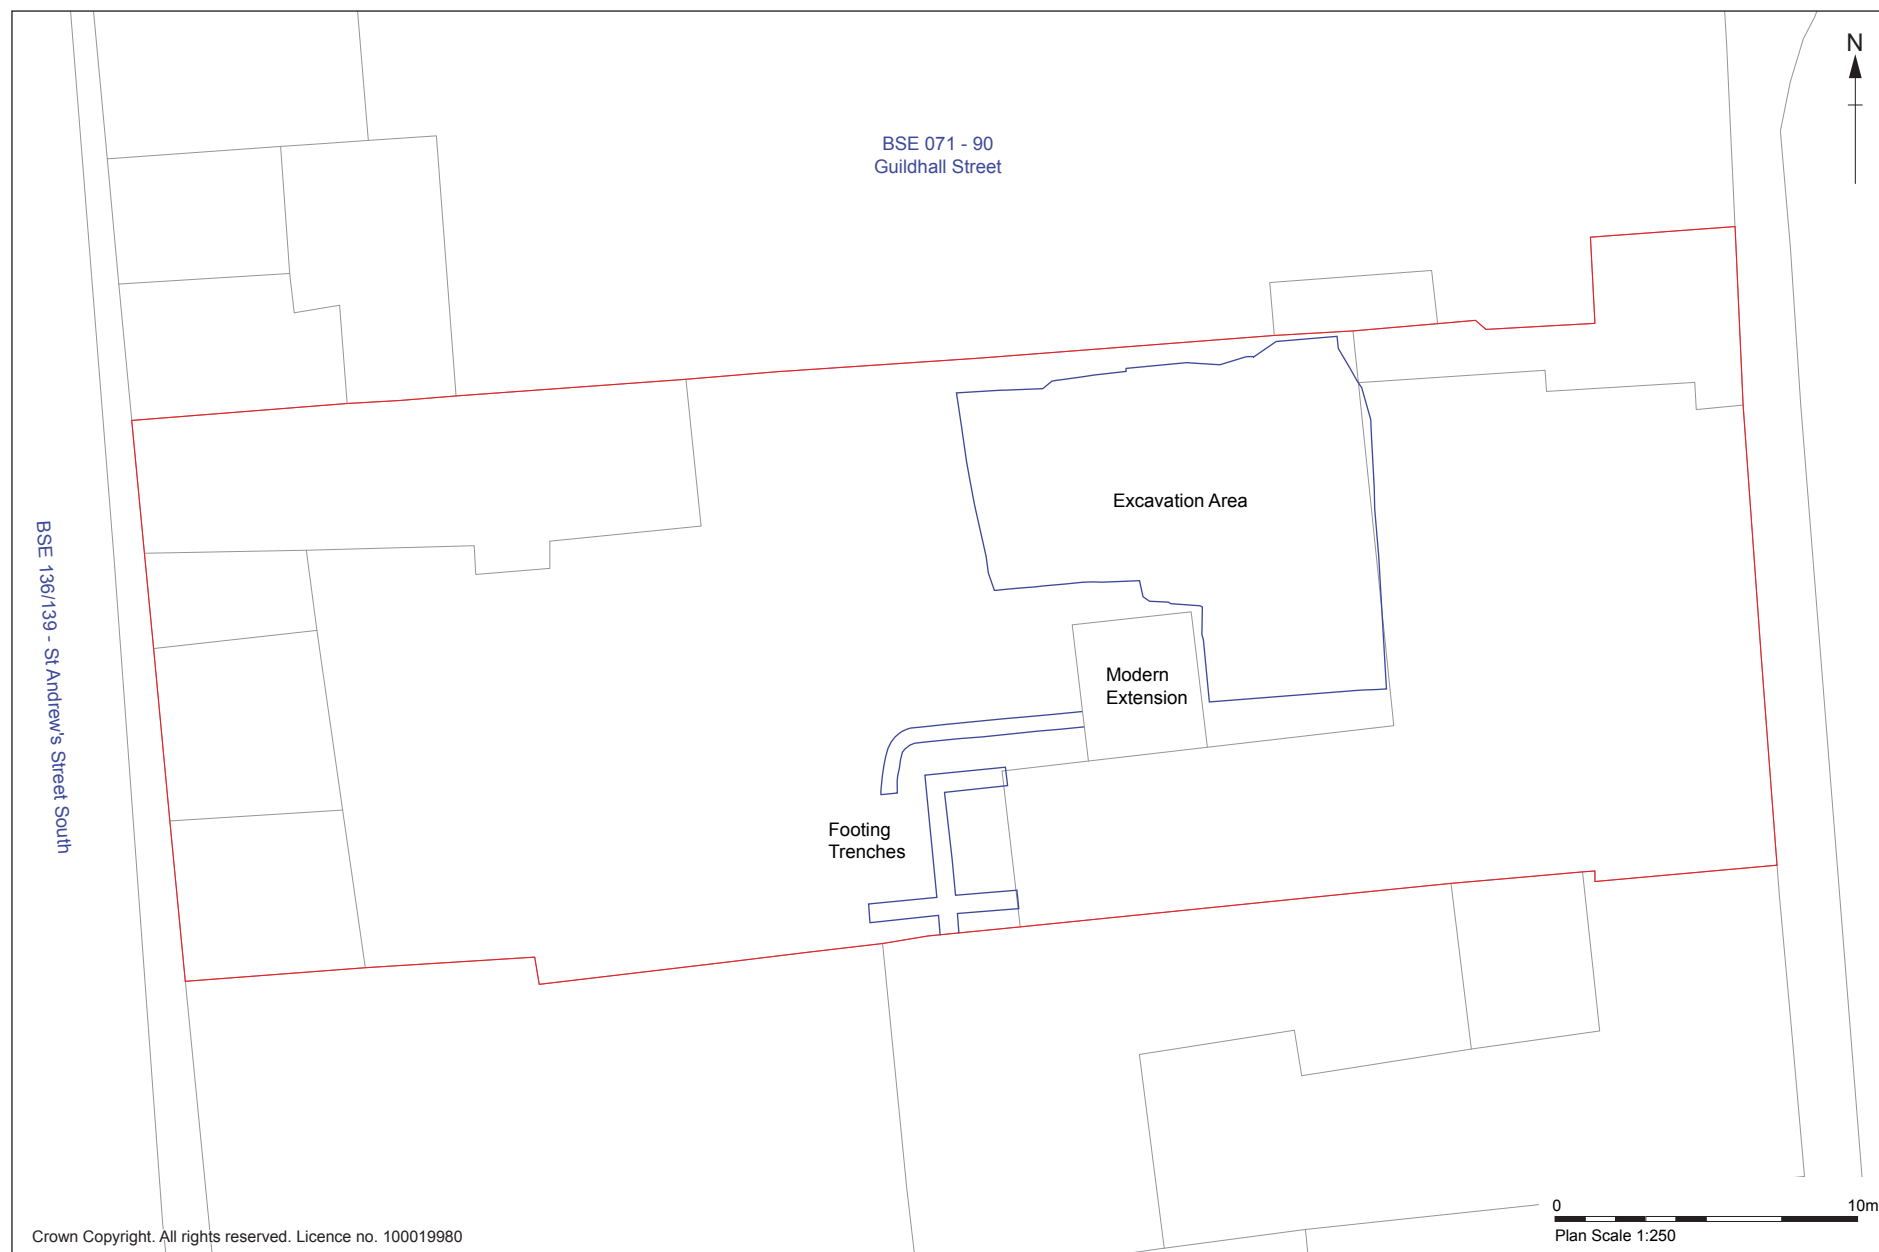 N
BSE 071 - 90
Guildhall Street
Excavation Area
BSE 136/139 - St Andrew's Street South
Modern
Extension
Footing
Trenches
0 10m
Plan Scale 1:250
Crown Copyright. All rights reserved. Licence no. 100019980